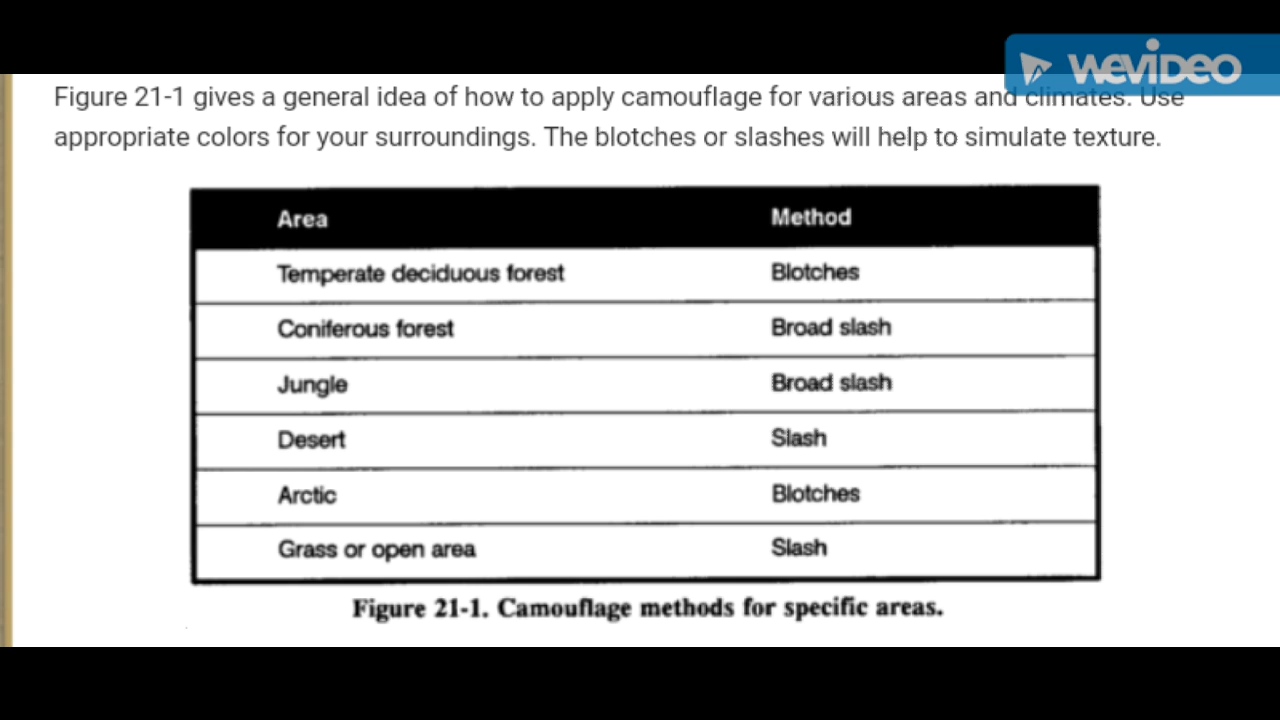 WEVIDEO
Figure 21-1 gives a general idea of how to apply camouflage for various areas and climates. Use
appropriate colors for your surroundings. The blotches or slashes will help to simulate texture.
Area Method
Temperate deciduous forest Blotches
Coniferous forest Broad slash
Jungle Broad slash
Desert Slash
Arctic Blotches
Grass or open area Slash
Figure 21-1. Camouflage methods for specific areas.